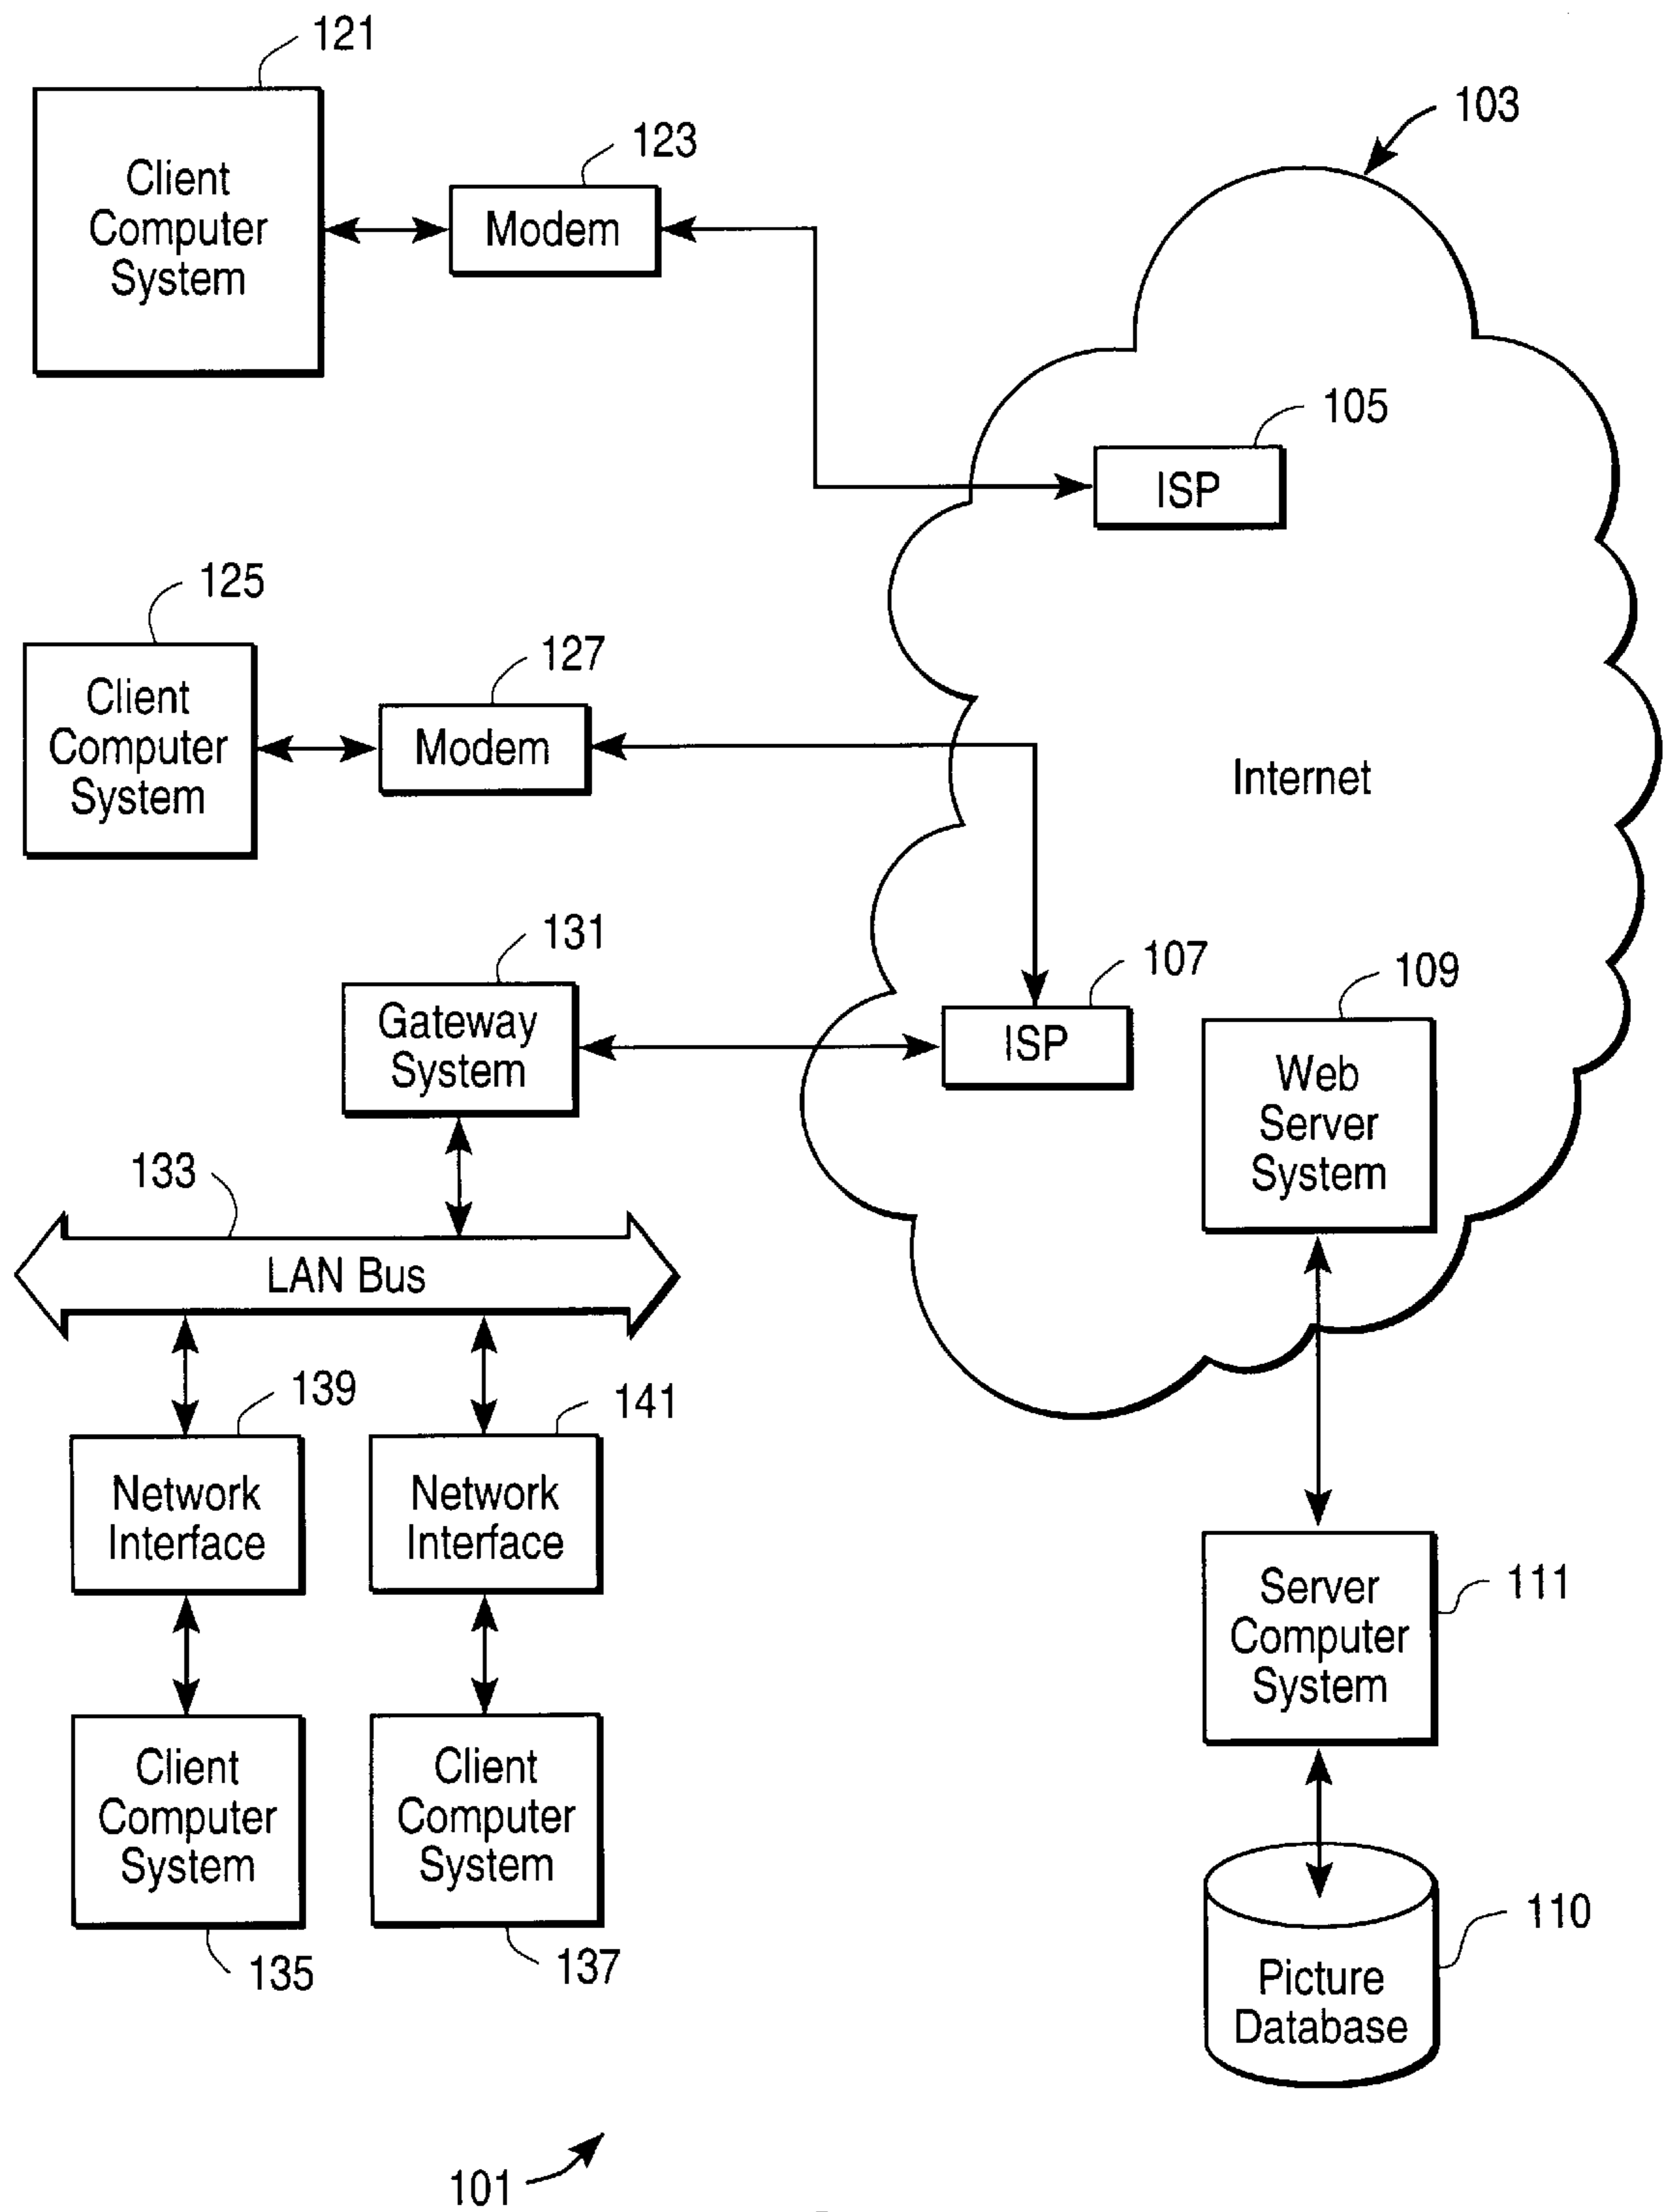 121
103
123
Client
Computer
System
Modem
105
ISP
125
127
Client
Computer
System
Modem
Internet
131
107
109
Gateway
System
ISP
Web
Server
System
133
LAN Bus
139
141
Network
Interface
Network
Interface
111
Server
Computer
System
Client
Computer
System
Client
Computer
System
110
135
137
Picture
Database
101